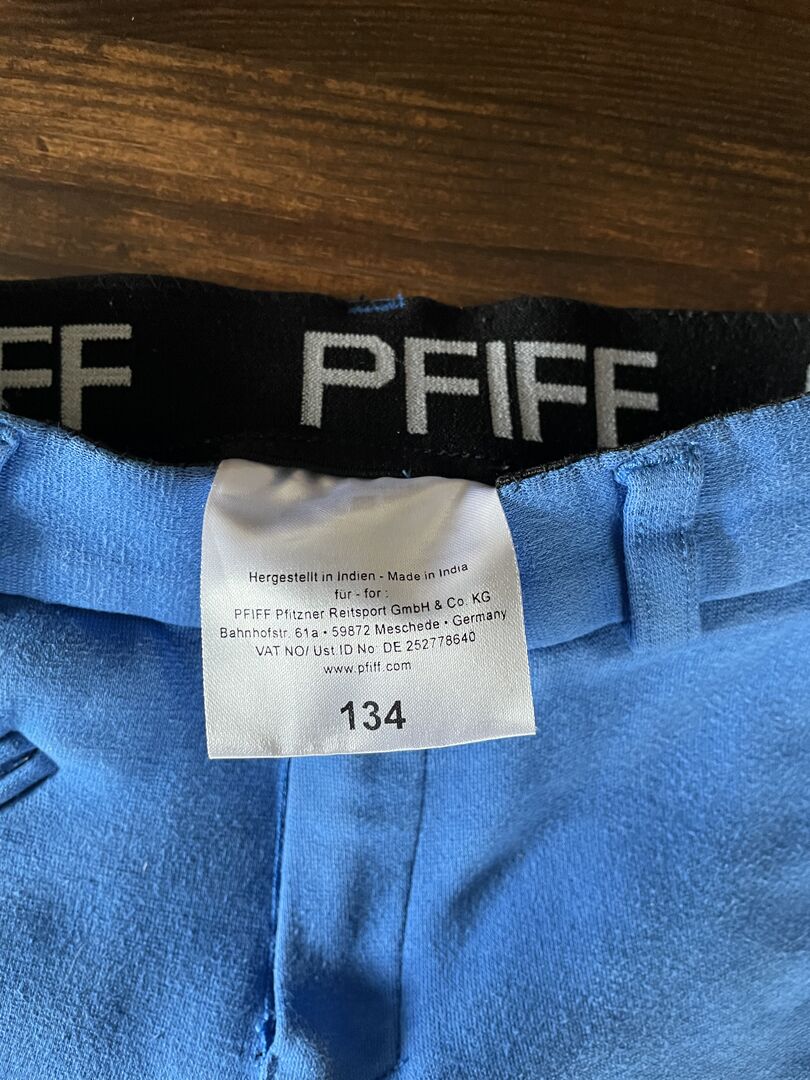 FF PFIFF
Hergestellt in Indien - Made in India
für - for :
PFIFF Pfitzner Reitsport GmbH & Co. KG
Bahnhofstr. 61a • 59872 Meschede • Germany
VAT NO/ Ust ID No: DE 252778640
www.pfiff.com
134